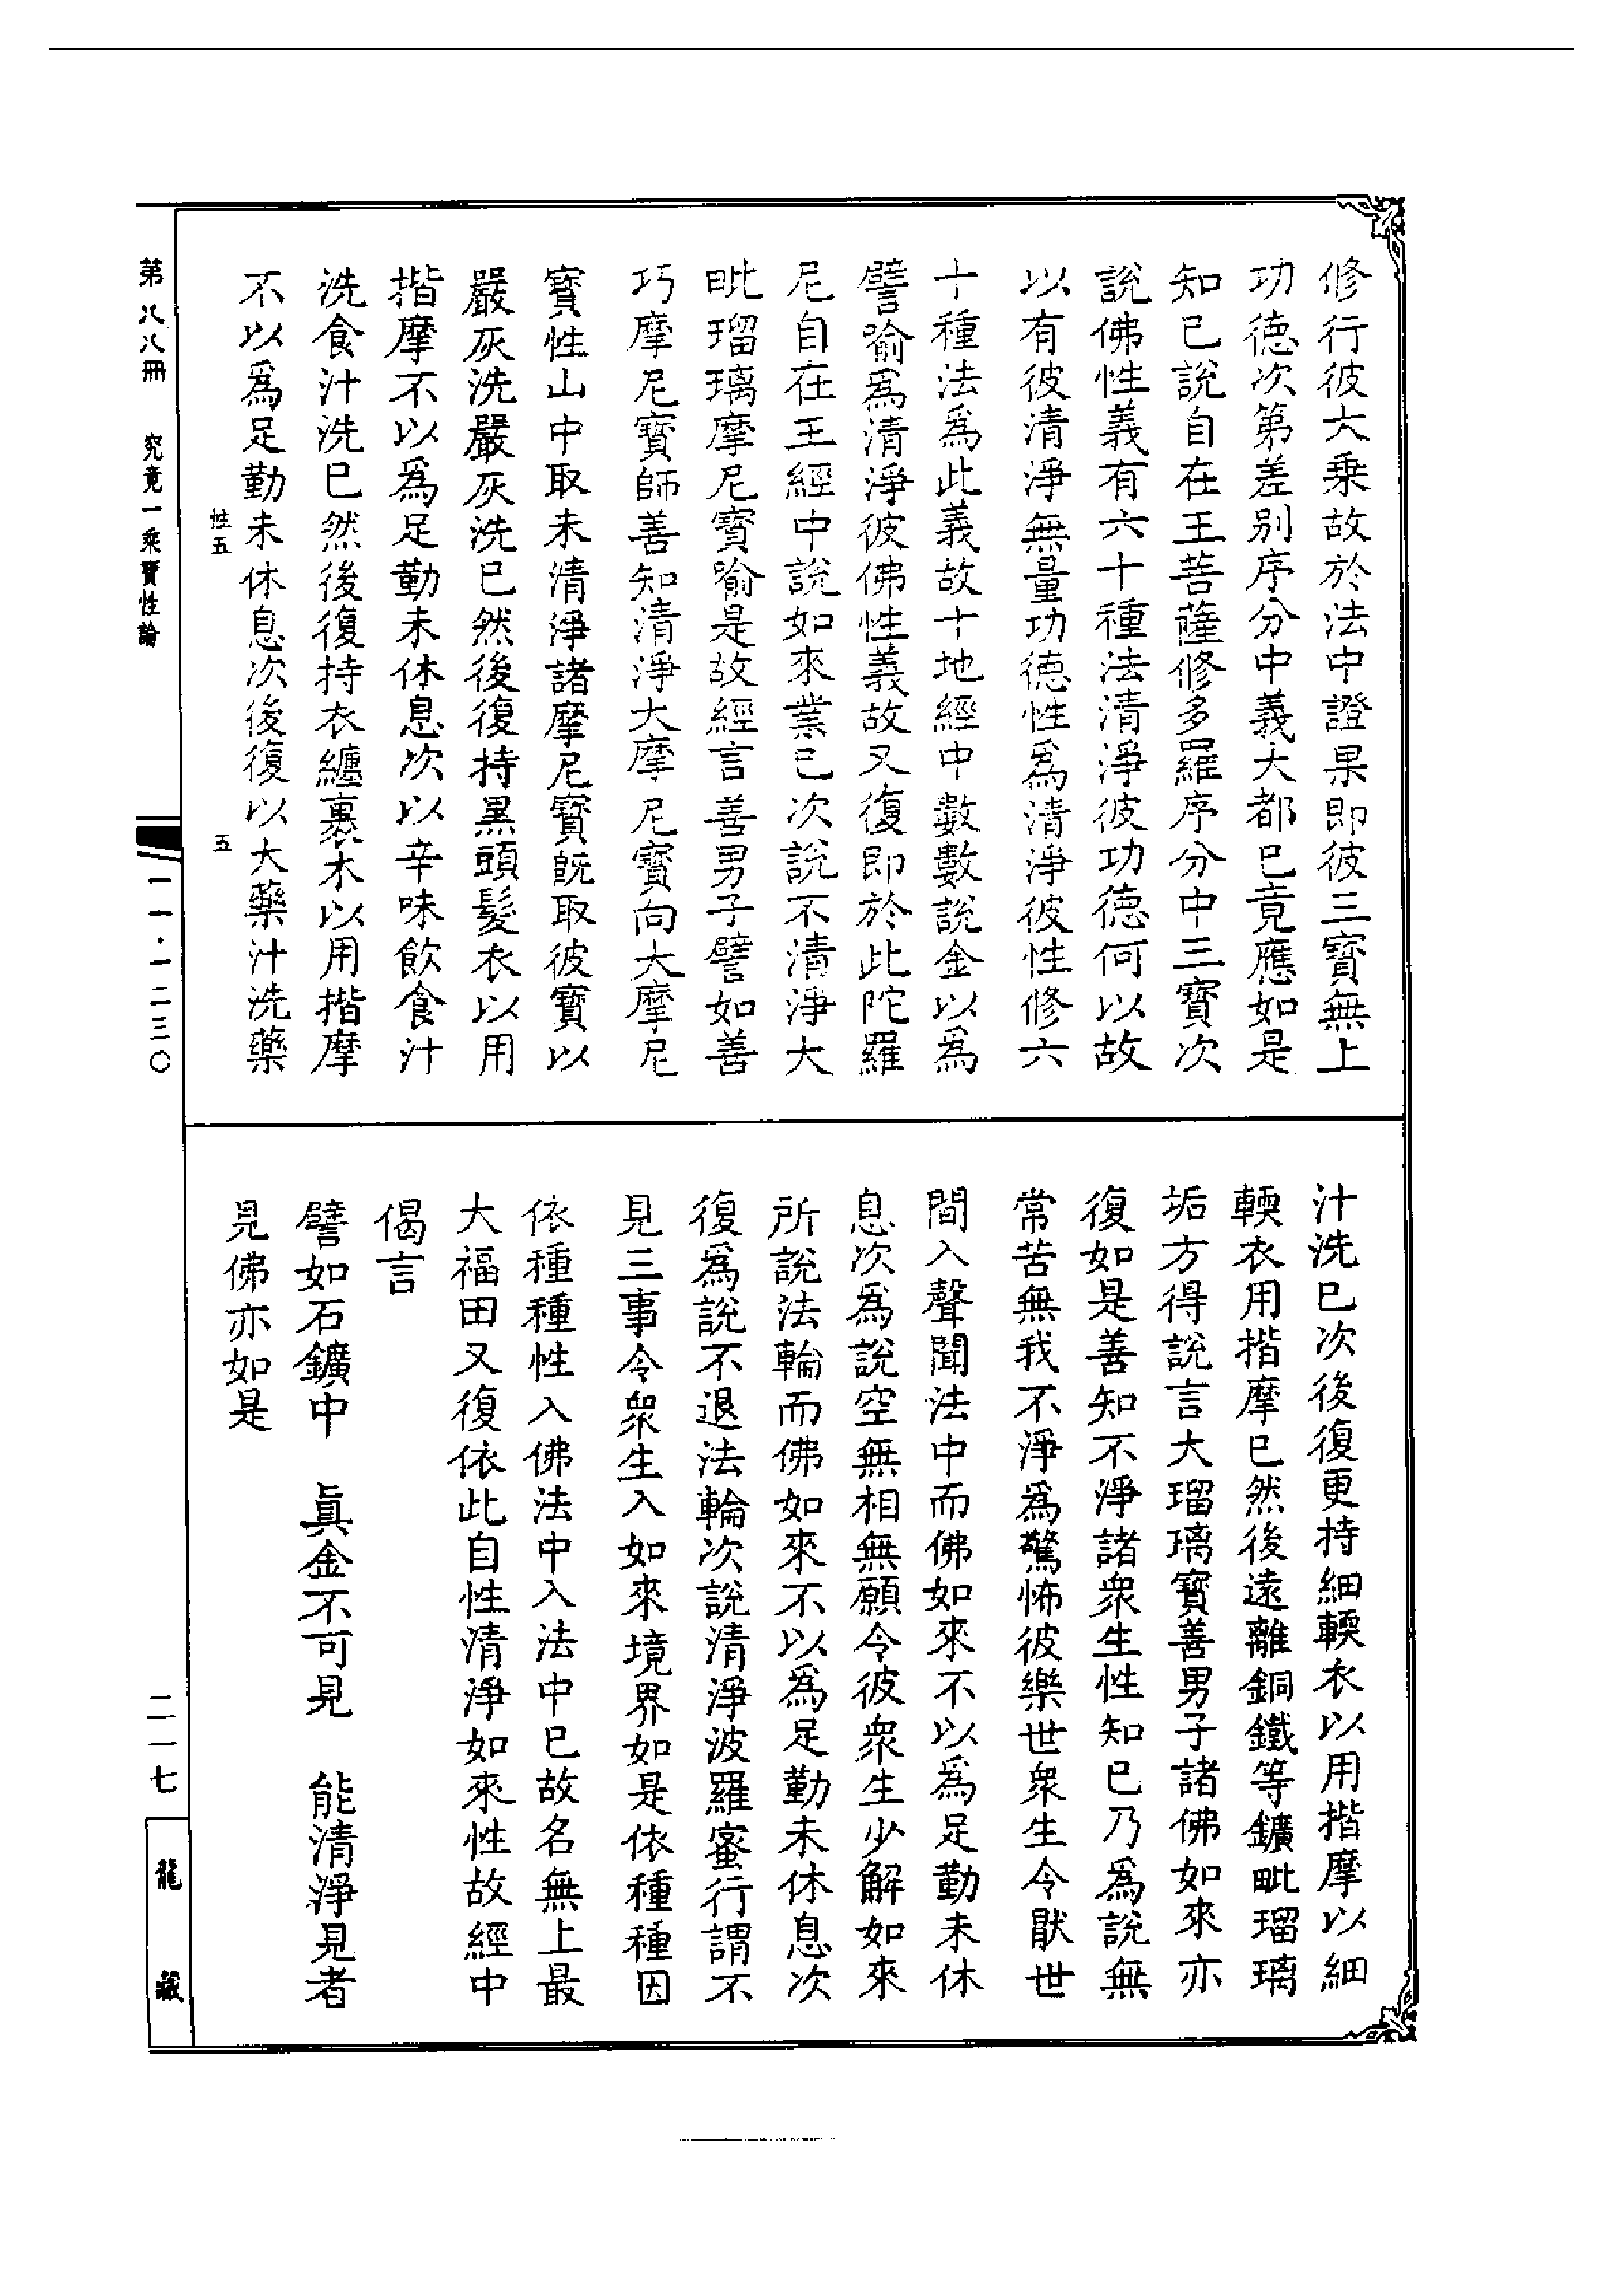 修行彼大乗故於法中證果即彼三寳無上
功德次第差别序分中義大都已竟應如是
知已說自在王菩薩修多羅序分中三寳次
說佛性義有六十種法清淨彼功德何以故
以有彼清淨無量功德性爲清淨彼性修六
十種法爲此義故十地經中數數說金以爲
譬喻爲清淨彼佛性義故又復即於此陀羅
尼自在王經中說如來業已次說不清淨大
毗瑠璃摩尼寳喻是故經言善男子譬如善
巧摩尼寳師善知清淨大摩尼寳向大摩尼
寳性山中取未清淨諸摩尼寳旣取彼寳以
嚴灰洗嚴灰洗已然後復持黑頭髮衣以用
揩摩不以爲足勤未休息次以辛味飲食汁
洗食汁洗已然後復持衣纏裹木以用揩摩
不以爲足勤未休息次後復以大藥汁洗藥
性五
五
汁洗已次後復更持細輭衣以用揩摩以細
輭衣用揩摩已然後遠離銅鐵等鑛毗瑠璃
垢方得說言大瑠璃寳善男子諸佛如來亦
復如是善知不淨諸衆生性知已乃爲說無
常苦無我不淨爲驚怖彼樂世衆生令猒世
間入聲聞法中而佛如來不以爲足勤未休
息次爲說空無相無願令彼衆生少解如來
所說法輪而佛如來不以爲足勤未休息次
復爲說不退法輪次說清淨波羅蜜行謂不
見三事令衆生入如來境界如是依種種因
依種種性入佛法中入法中已故名無上最
大福田又復依此自性清淨如來性故經中
偈言
譬如石鑛中　眞金不可見　能清淨見者
見佛亦如是
第八八冊　究竟一乘寳性論
一一·一二三〇
二一七
龍藏